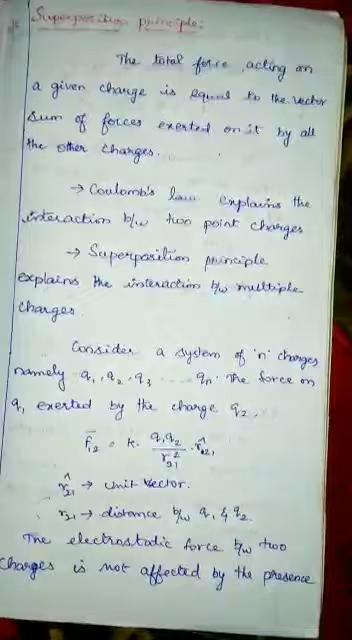 Superposition principle:
The total force acting on
a given charge is equal to the vector
sum of forces exerted on it by all
the other charges.
→ Coulomb's law explains the
interaction b/w two point charges
→ Superposition principle
explains the interaction b/w multiple
charges.
Consider a system of 'n' charges
namely q₁, q₂, q₃ ...... qₙ. The force on
q₁ exerted by the charge q₂.
F̅₁₂ = K. q₁q₂ / r₂₁² . r̂₂₁
r̂₂₁ → unit vector.
r₂₁ → distance b/w q₁ & q₂.
The electrostatic force b/w two
charges is not affected by the presence